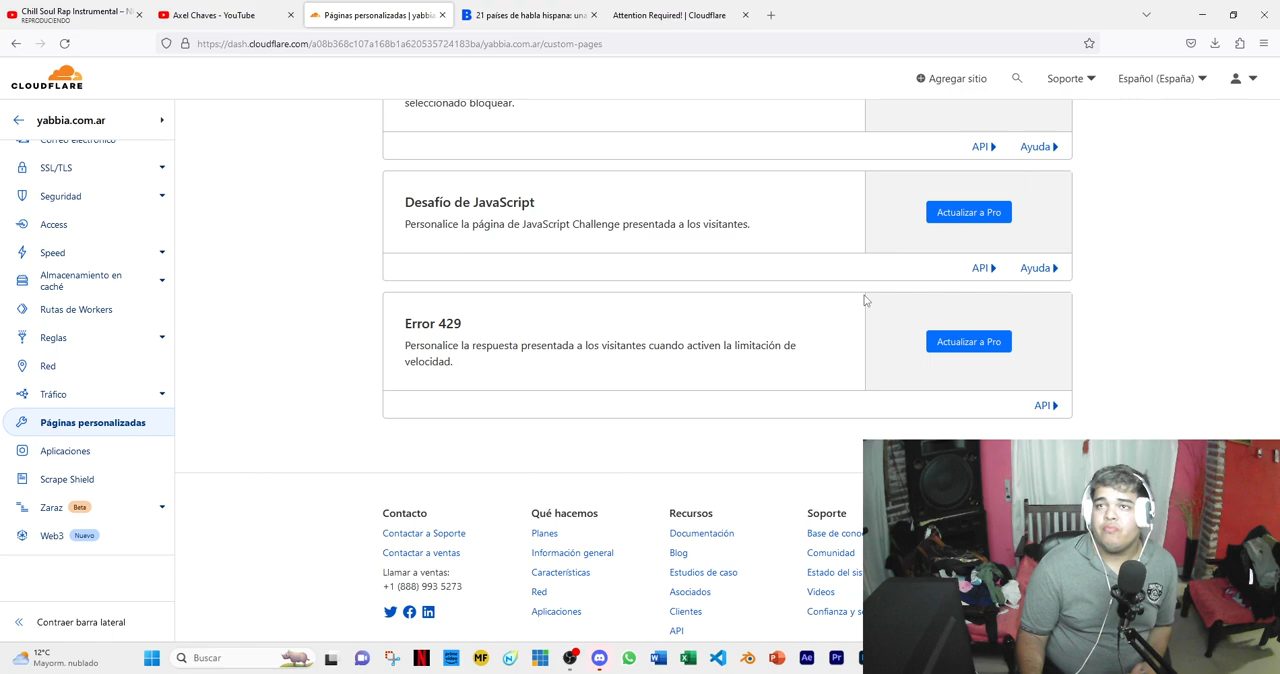 Chill Soul Rap Instrumental – N
REPRODUCIENDO
Axel Chaves - YouTube
Páginas personalizadas | yabbia
21 países de habla hispana: una
Attention Required! | Cloudflare
https://dash.cloudflare.com/a08b368c107a168b1a620535724183ba/yabbia.com.ar/custom-pages
CLOUDFLARE
Agregar sitio
Soporte
Español (España)
yabbia.com.ar
Correo electrónico
SSL/TLS
Seguridad
Access
Speed
Almacenamiento en
caché
Rutas de Workers
Reglas
Red
Tráfico
Páginas personalizadas
Aplicaciones
Scrape Shield
Zaraz Beta
Web3 Nuevo
Contraer barra lateral
seleccionado bloquear.
API
Ayuda
Desafío de JavaScript
Personalice la página de JavaScript Challenge presentada a los visitantes.
Actualizar a Pro
API
Ayuda
Error 429
Personalice la respuesta presentada a los visitantes cuando activen la limitación de
velocidad.
Actualizar a Pro
API
Contacto
Contactar a Soporte
Contactar a ventas
Llamar a ventas:
+1 (888) 993 5273
Qué hacemos
Planes
Información general
Características
Red
Aplicaciones
Recursos
Documentación
Blog
Estudios de caso
Asociados
Clientes
API
Soporte
Base de cono
Comunidad
Estado del sis
Videos
Confianza y s
12°C
Mayorm. nublado
Buscar